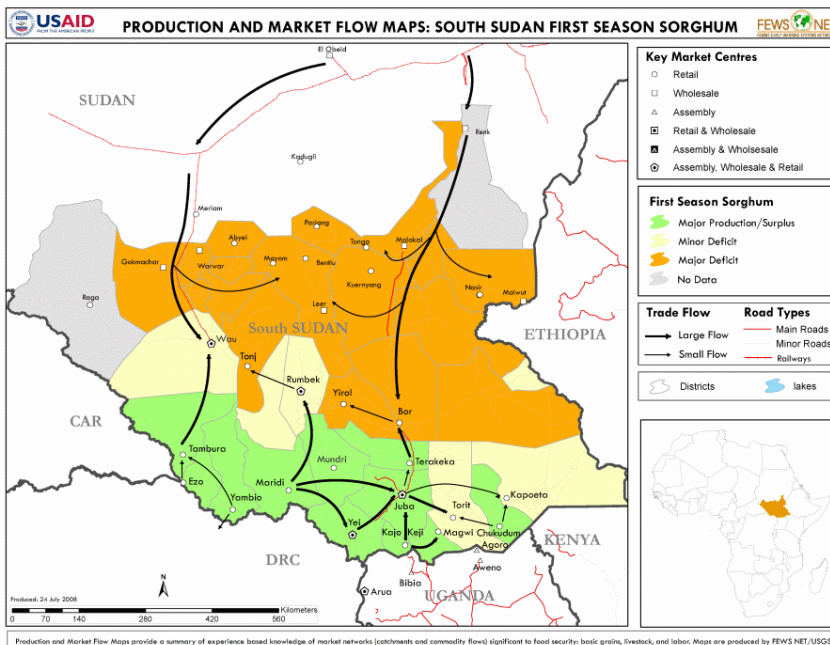 USAID
FROM THE AMERICAN PEOPLE
PRODUCTION AND MARKET FLOW MAPS: SOUTH SUDAN FIRST SEASON SORGHUM
FEWS NET
FAMINE EARLY WARNING SYSTEMS NETWORK
El Obeid
SUDAN
Renk
Kadugli
Meriam
Pariang
Abyei
Tonga
Malakal
Gokmachar
Warwar
Mayom
Bentiu
Kuernyang
Nasir
Maiwut
Raga
Leer
South SUDAN
ETHIOPIA
Wau
Tonj
Rumbek
Yirol
Bor
CAR
Tambura
Mundri
Terakeka
Ezo
Maridi
Yambio
Juba
Kapoeta
Torit
Yei
Kajo Keji
Magwi
Chukudum
Agoro
KENYA
DRC
Aweno
Bibia
UGANDA
Arua
Produced: 24 July 2008
N
Kilometers
0 70 140 280 420 560
Key Market Centres
Retail
Wholesale
Assembly
Retail & Wholesale
Assembly & Wholsesale
Assembly, Wholesale & Retail
First Season Sorghum
Major Production/Surplus
Minor Deficit
Major Deficit
No Data
Trade Flow
Large Flow
Small Flow
Road Types
Main Roads
Minor Roads
Railways
Districts
lakes
Production and Market Flow Maps provide a summary of experience based knowledge of market networks (catchments and commodity flows) significant to food security: basic grains, livestock, and labor. Maps are produced by FEWS NET/USGS